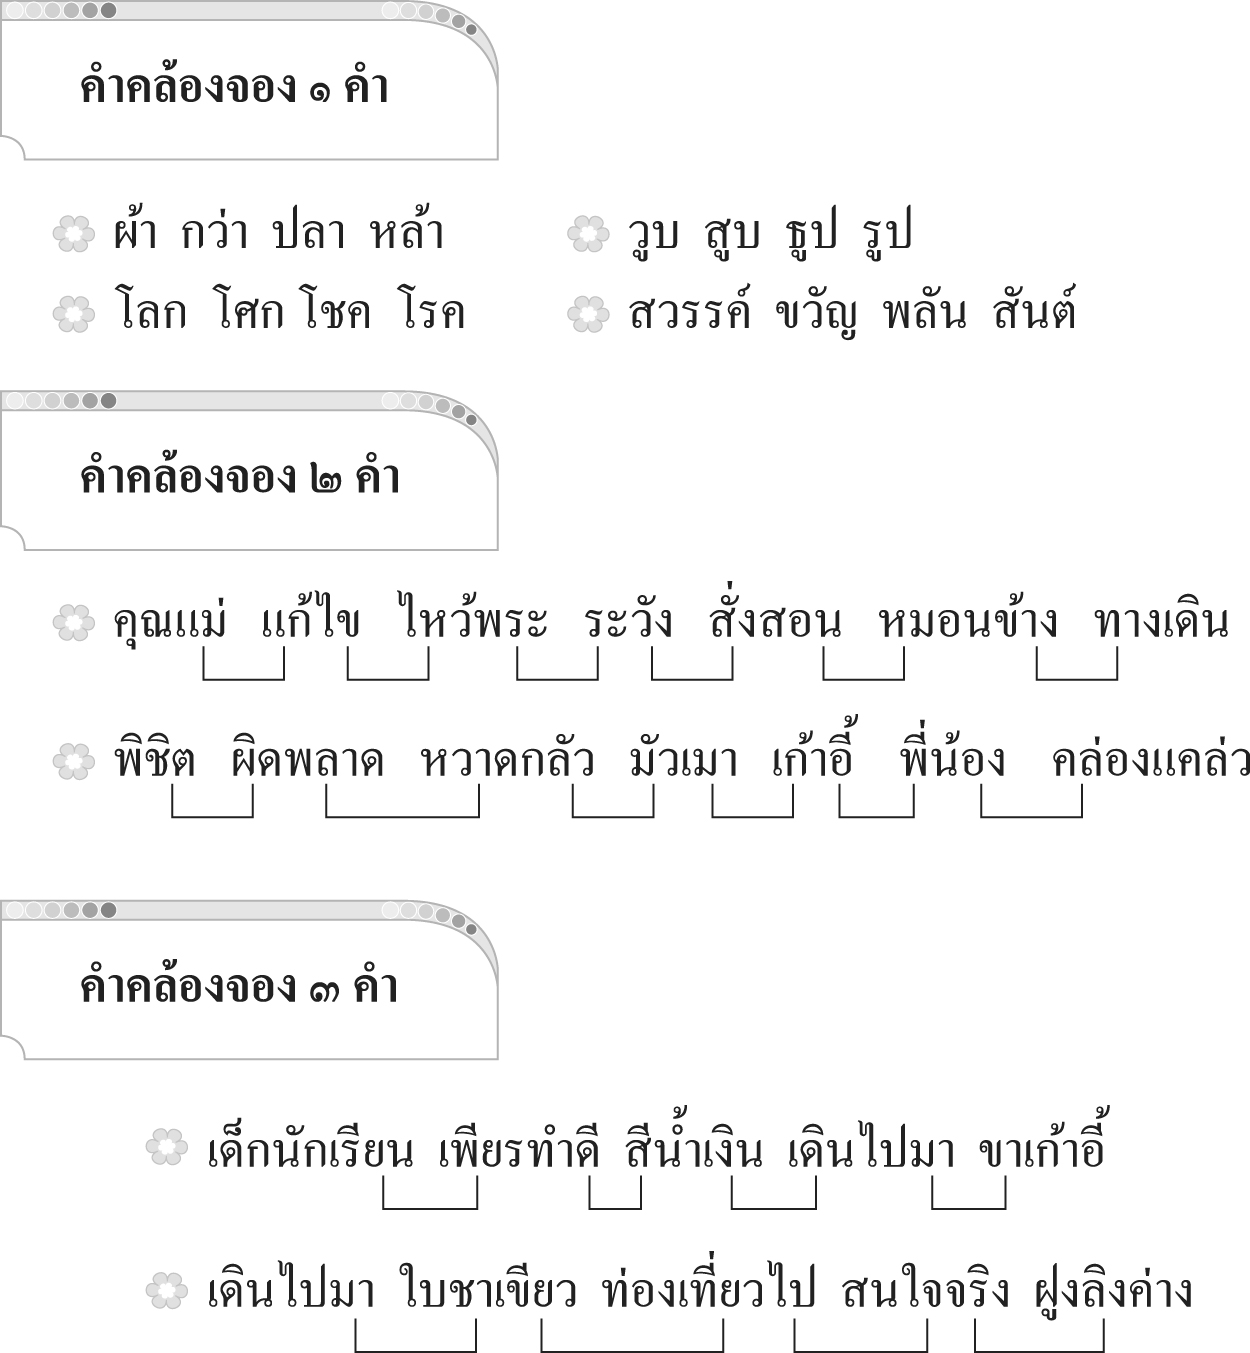 คำคล้องจอง ๑ คำ
ผ้า กว่า ปลา หล้า
วูบ สูบ ธูป รูป
โลก โศก โชค โรค
สวรรค์ ขวัญ พลัน สันต์
คำคล้องจอง ๒ คำ
คุณแม่ แก้ไข ไหว้พระ ระวัง สั่งสอน หมอนข้าง ทางเดิน
พิชิต ผิดพลาด หวาดกลัว มัวเมา เก้าอี้ พี่น้อง คล่องแคล่ว
คำคล้องจอง ๓ คำ
เด็กนักเรียน เพียรทำดี สีน้ำเงิน เดินไปมา ขาเก้าอี้
เดินไปมา ใบชาเขียว ท่องเที่ยวไป สนใจจริง ฝูงลิงค่าง